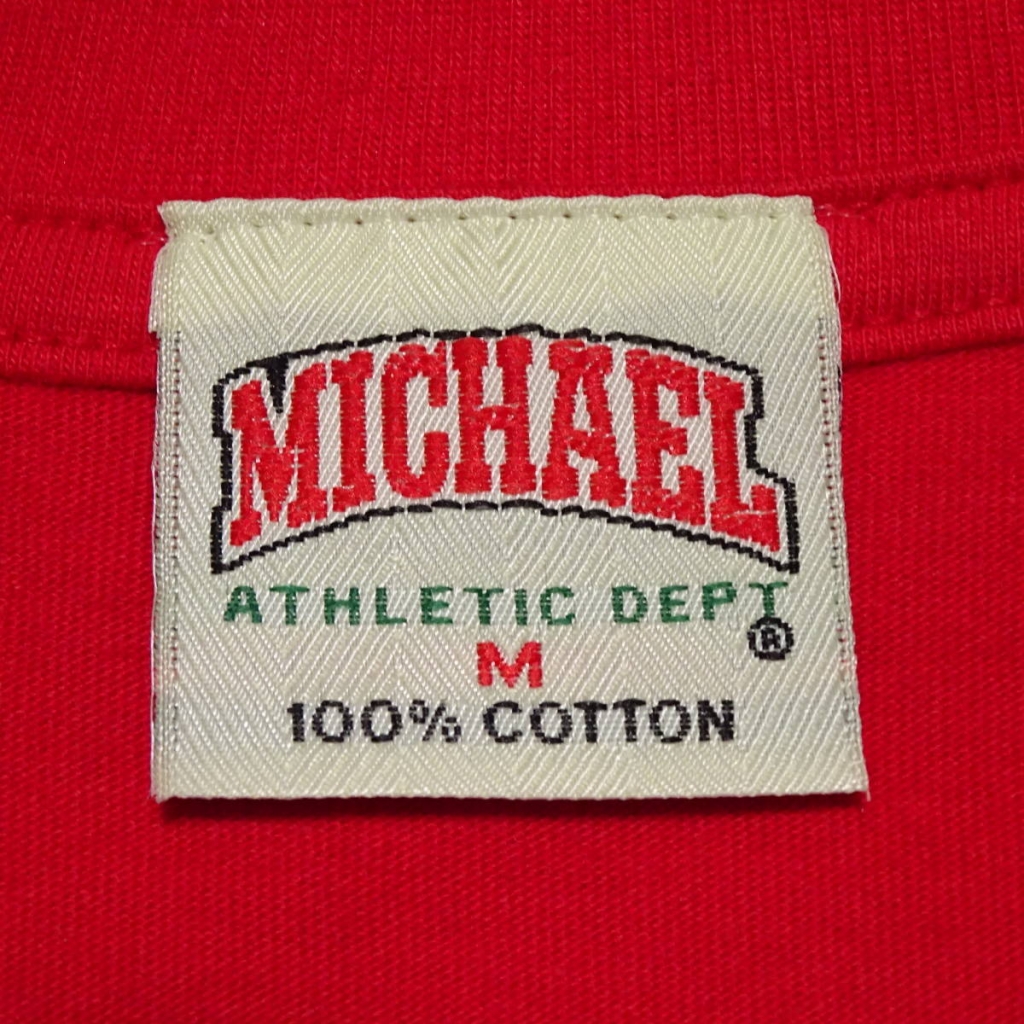 MICHAEL
ATHLETIC DEPT
®
M
100% COTTON